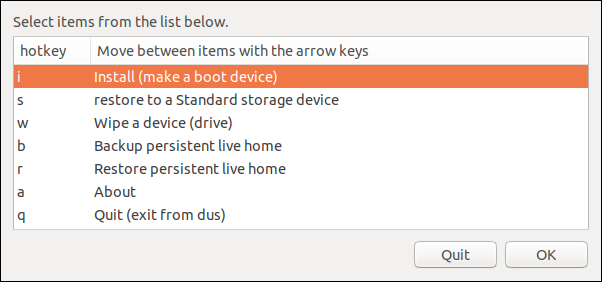 Select items from the list below.
hotkey Move between items with the arrow keys
i Install (make a boot device)
s restore to a Standard storage device
w Wipe a device (drive)
b Backup persistent live home
r Restore persistent live home
a About
q Quit (exit from dus)
Quit OK